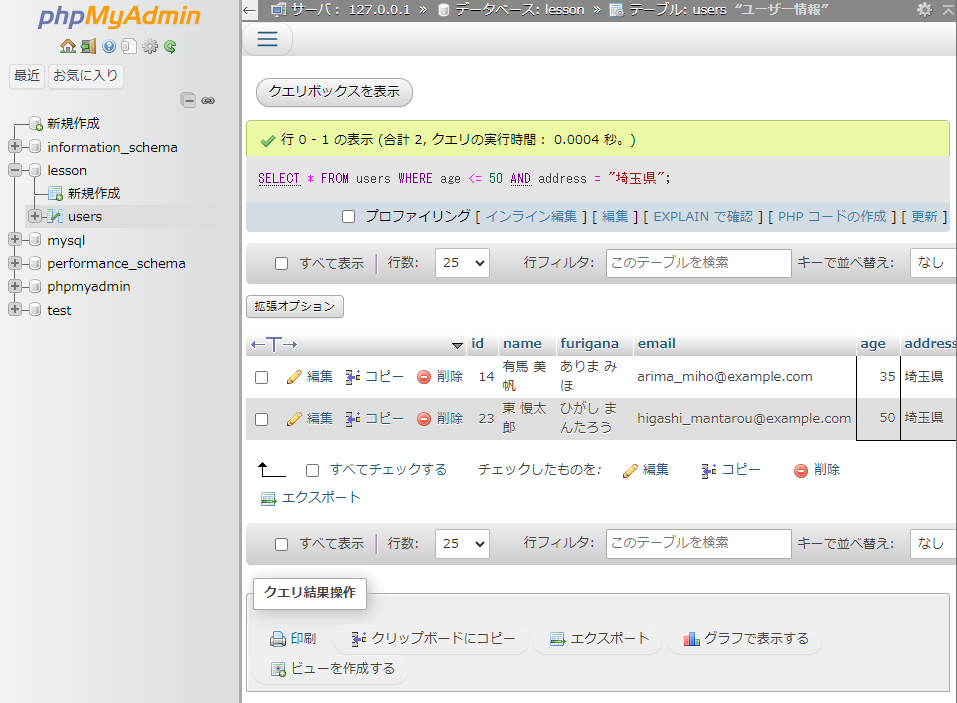 phpMyAdmin
最近 お気に入り
新規作成
information_schema
lesson
新規作成
users
mysql
performance_schema
phpmyadmin
test
サーバ: 127.0.0.1 » データベース: lesson » テーブル: users “ユーザー情報”
クエリボックスを表示
行 0 - 1 の表示 (合計 2, クエリの実行時間: 0.0004 秒。)
SELECT * FROM users WHERE age <= 50 AND address = "埼玉県";
プロファイリング [ インライン編集 ] [ 編集 ] [ EXPLAIN で確認 ] [ PHP コードの作成 ] [ 更新 ]
すべて表示 行数: 25 行フィルタ: このテーブルを検索 キーで並べ替え: なし
拡張オプション
id name furigana email age address
編集 コピー 削除 14 有馬 美帆 ありま みほ arima_miho@example.com 35 埼玉県
編集 コピー 削除 23 東 慢太郎 ひがし まんたろう higashi_mantarou@example.com 50 埼玉県
すべてチェックする チェックしたものを: 編集 コピー 削除
エクスポート
すべて表示 行数: 25 行フィルタ: このテーブルを検索 キーで並べ替え: なし
クエリ結果操作
印刷 クリップボードにコピー エクスポート グラフで表示する
ビューを作成する